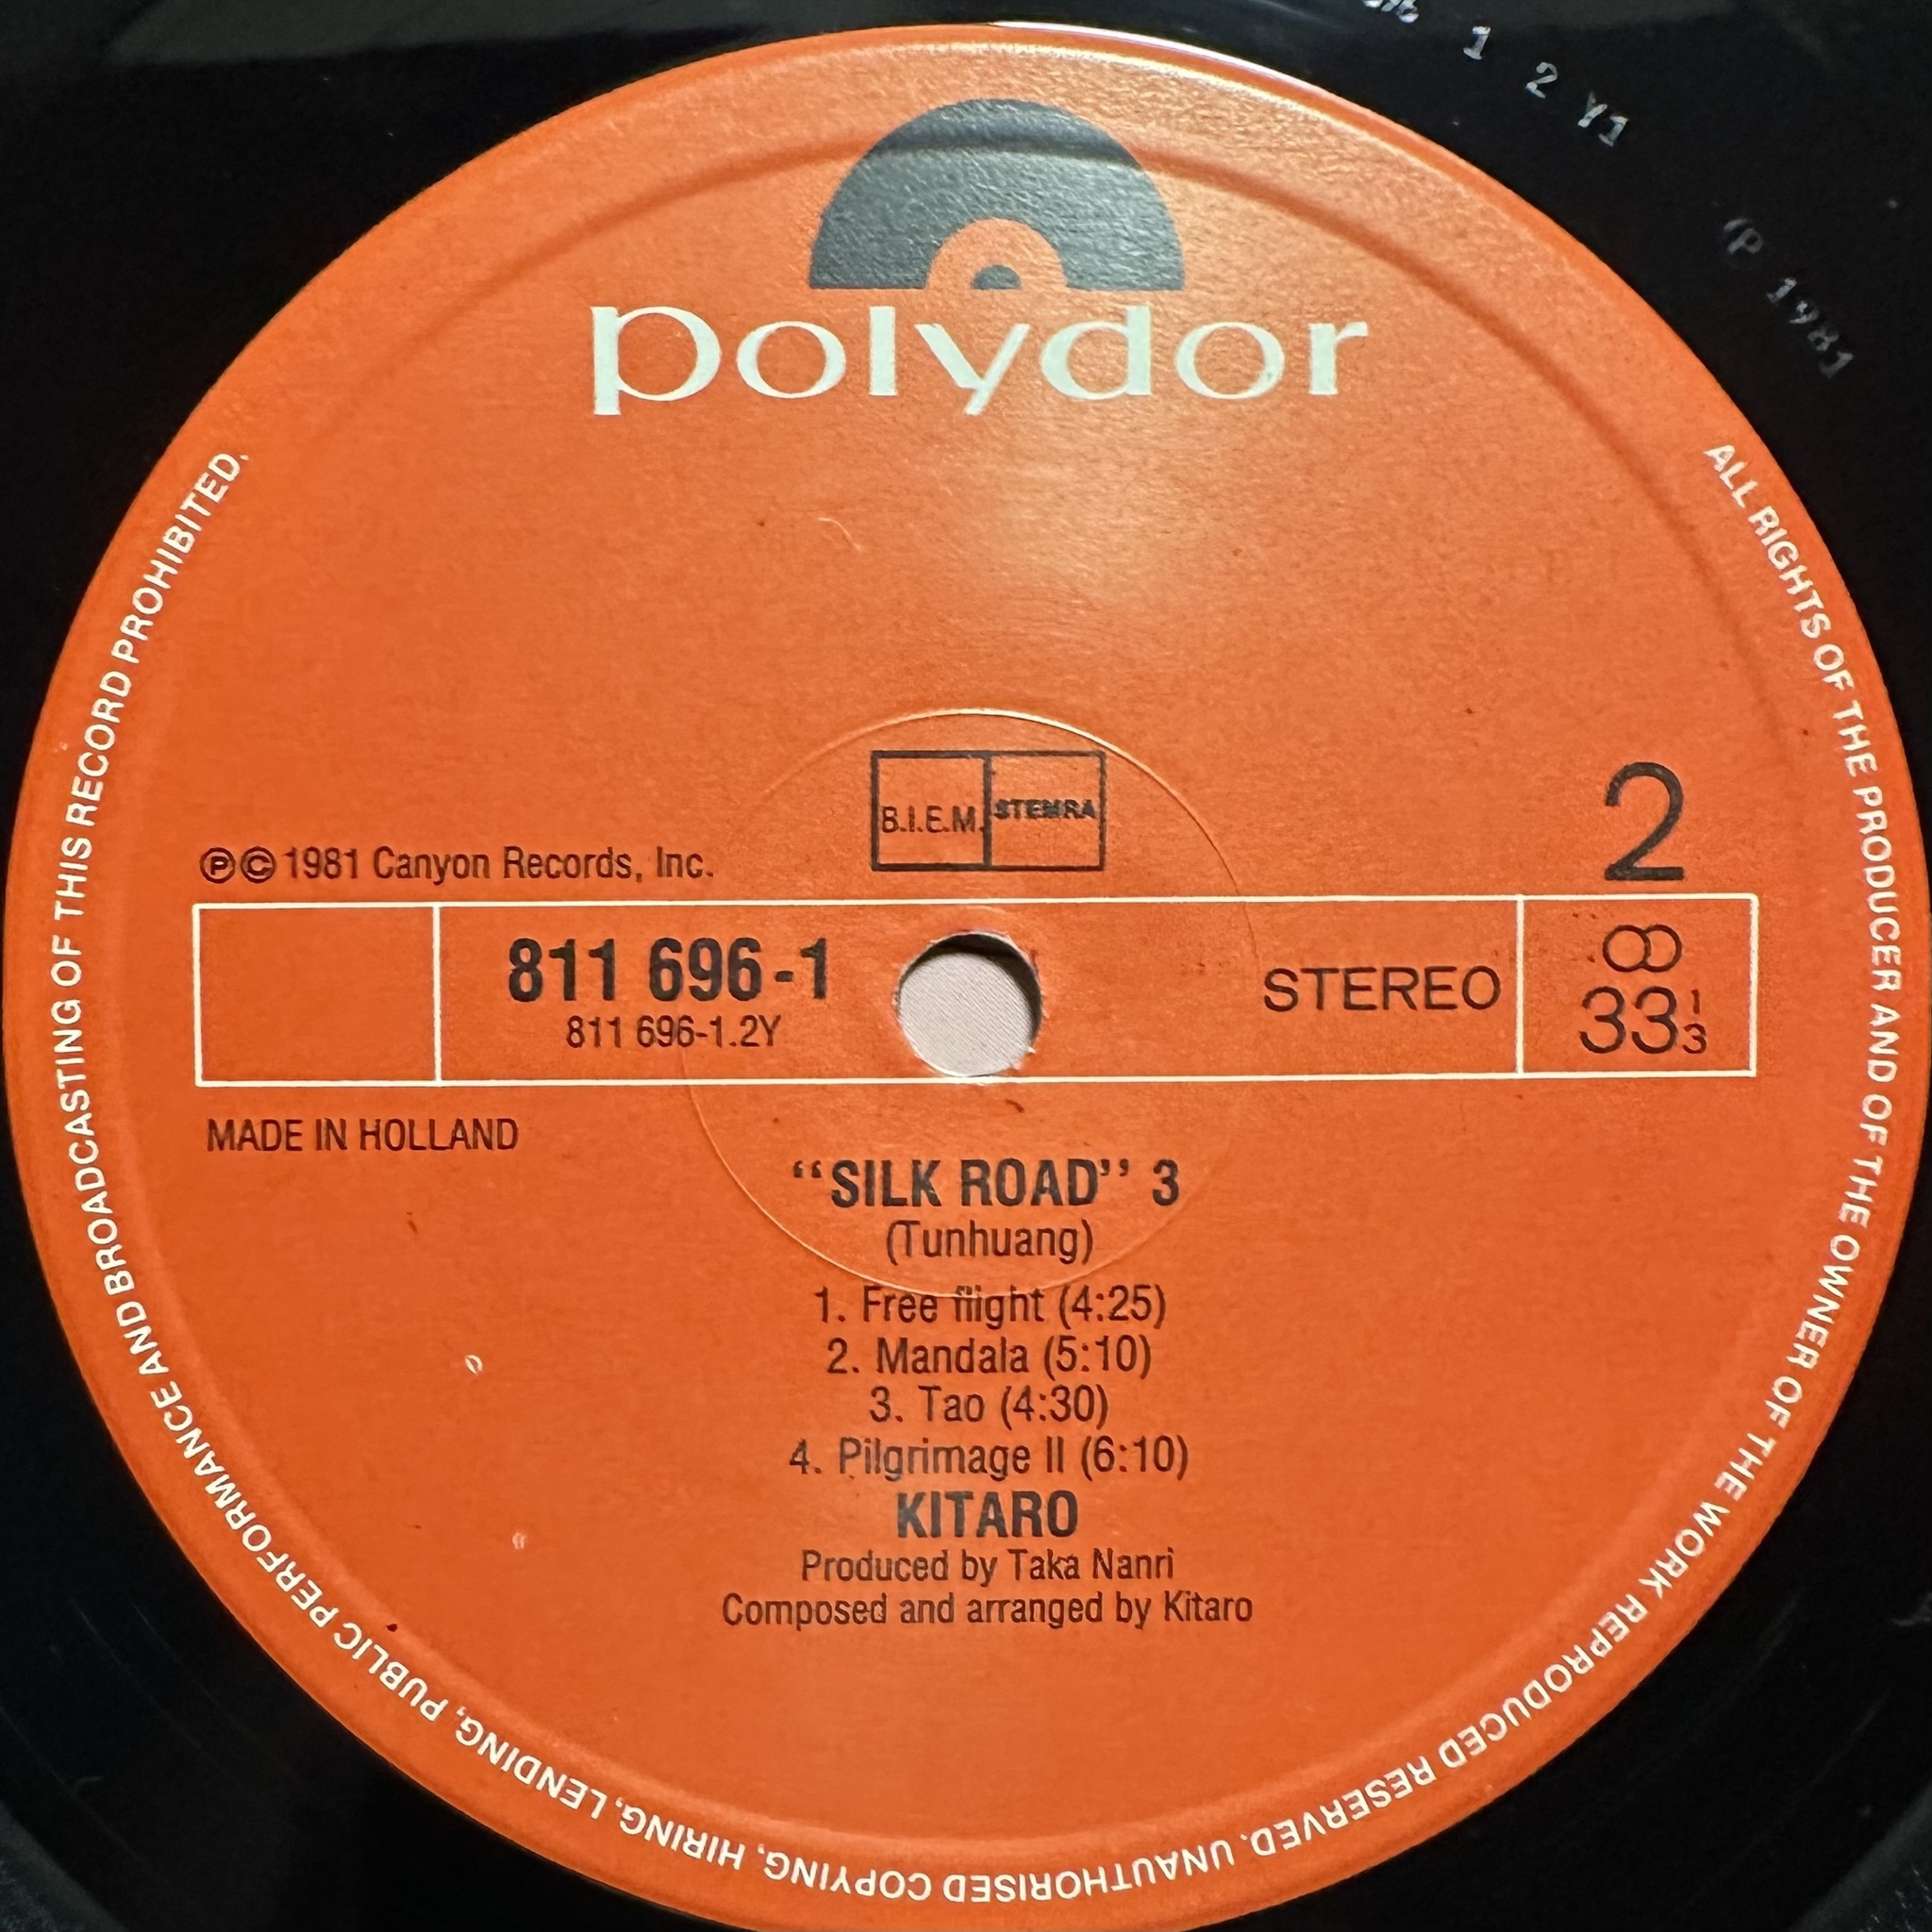 1 2 Y1
(P 1981
polydor
B.I.E.M. STEMRA
2
℗©1981 Canyon Records, Inc.
811 696-1
811 696-1.2Y
STEREO
33 1/3
MADE IN HOLLAND
“SILK ROAD” 3
(Tunhuang)
1. Free flight (4:25)
2. Mandala (5:10)
3. Tao (4:30)
4. Pilgrimage II (6:10)
KITARO
Produced by Taka Nanri
Composed and arranged by Kitaro
ALL RIGHTS OF THE PRODUCER AND OF THE OWNER OF THE WORK REPRODUCED RESERVED. UNAUTHORISED COPYING, HIRING, LENDING, PUBLIC PERFORMANCE AND BROADCASTING OF THIS RECORD PROHIBITED.